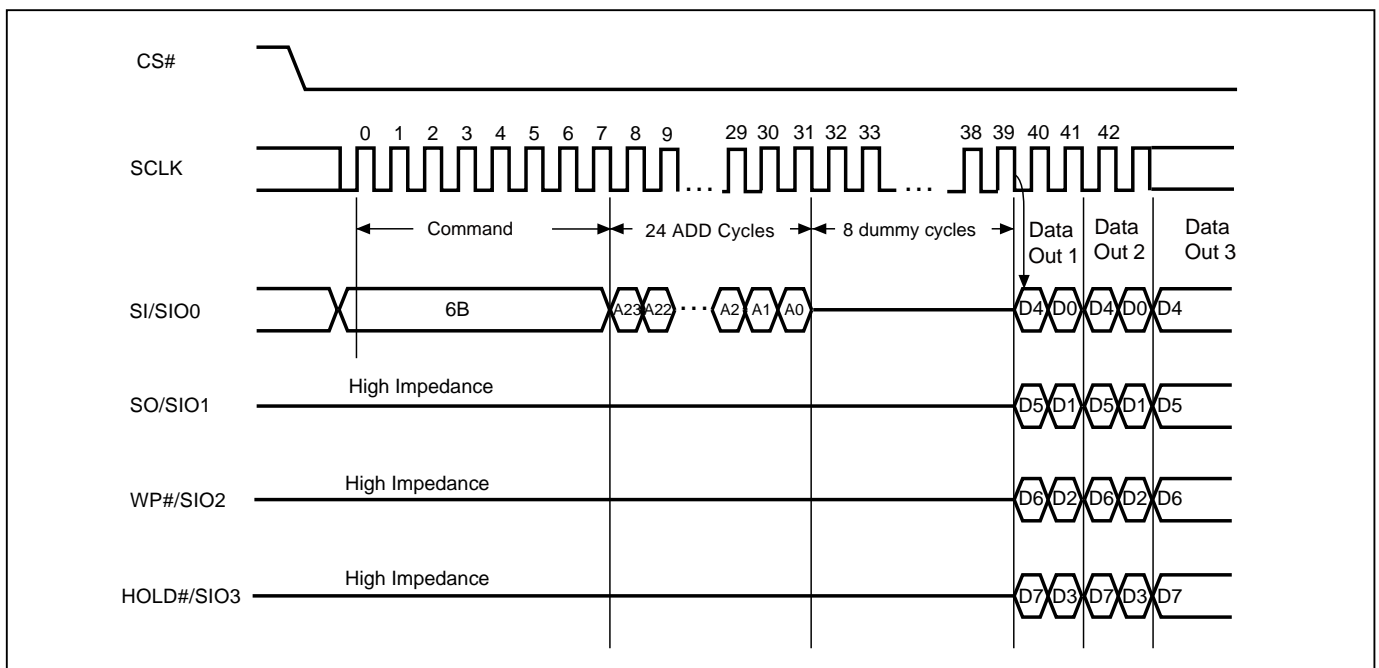 CS#
0 1 2 3 4 5 6 7 8 9 29 30 31 32 33 38 39 40 41 42
SCLK
... ...
Command 24 ADD Cycles 8 dummy cycles
Data Out 1
Data Out 2
Data Out 3
SI/SIO0 6B A23 A22 ... A2 A1 A0 D4 D0 D4 D0 D4
High Impedance
SO/SIO1 D5 D1 D5 D1 D5
High Impedance
WP#/SIO2 D6 D2 D6 D2 D6
High Impedance
HOLD#/SIO3 D7 D3 D7 D3 D7